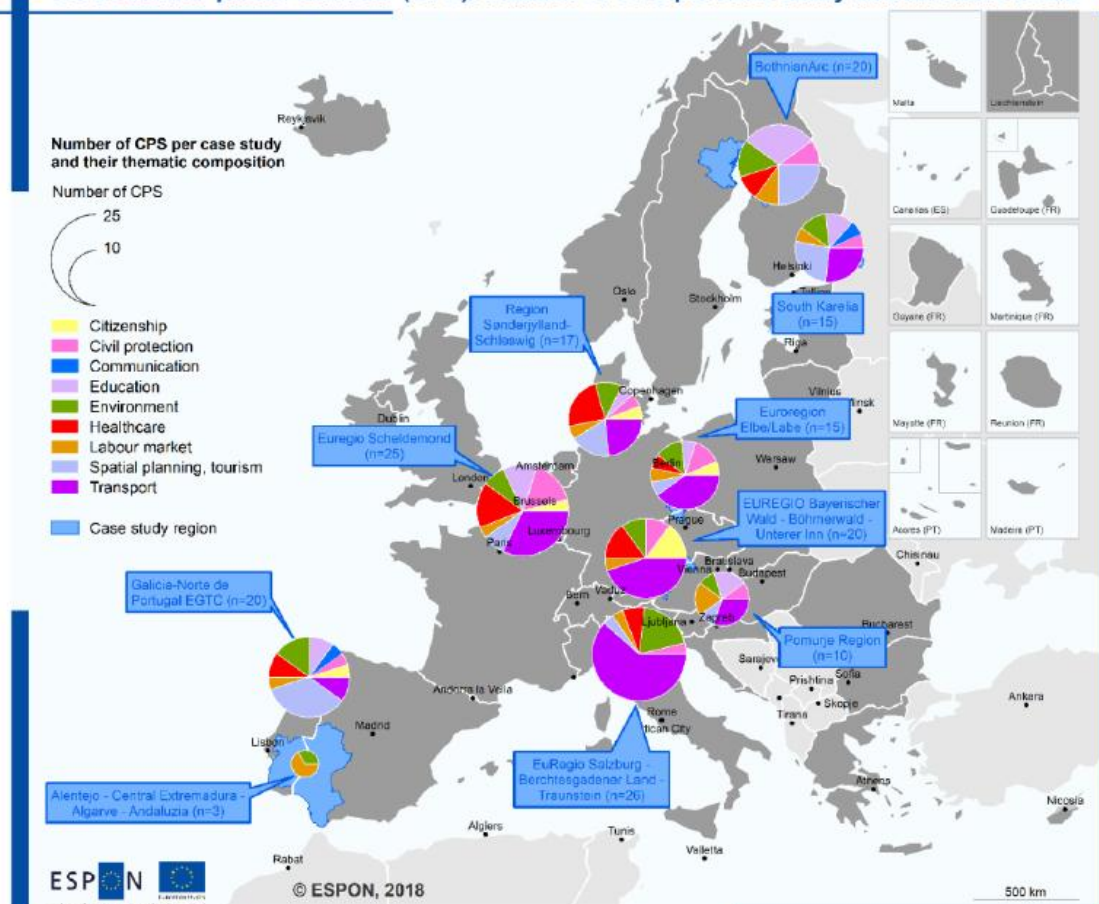 Reykjavik
Number of CPS per case study
and their thematic composition
Number of CPS
25
10
Citizenship
Civil protection
Communication
Education
Environment
Healthcare
Labour market
Spatial planning, tourism
Transport
Case study region
BothnianArc (n=20)
South Karelia
(n=15)
Region
Sønderjylland-
Schleswig (n=17)
Euroregion
Elbe/Labe (n=15)
Euregio Scheldemond
(n=25)
EUREGIO Bayerischer
Wald - Böhmerwald -
Unterer Inn (n=20)
Galicia-Norte de
Portugal EGTC (n=20)
Pomurje Region
(n=10)
EuRegio Salzburg -
Berchtesgadener Land -
Traunstein (n=26)
Alentejo - Central Extremadura -
Algarve - Andaluzia (n=3)
Helsinki
Oslo
Stockholm
Riga
Vilnius
Copenhagen
Dublin
Amsterdam
London
Berlin
Warsaw
Brussels
Luxembourg
Prague
Paris
Vienna
Bratislava
Budapest
Chisinau
Bern
Vaduz
Ljubljana
Zagreb
Bucharest
Sarajevo
Prishtina
Sofia
Skopje
Tirana
Andorra la Vella
Madrid
Lisbon
Rome
Ankara
Athens
Nicosia
Algiers
Tunis
Valletta
Rabat
Malta
Liechtenstein
Canarias (ES)
Guadeloupe (FR)
Guyane (FR)
Martinique (FR)
Mayotte (FR)
Reunion (FR)
Acores (PT)
Madeira (PT)
ESPON
© ESPON, 2018
500 km